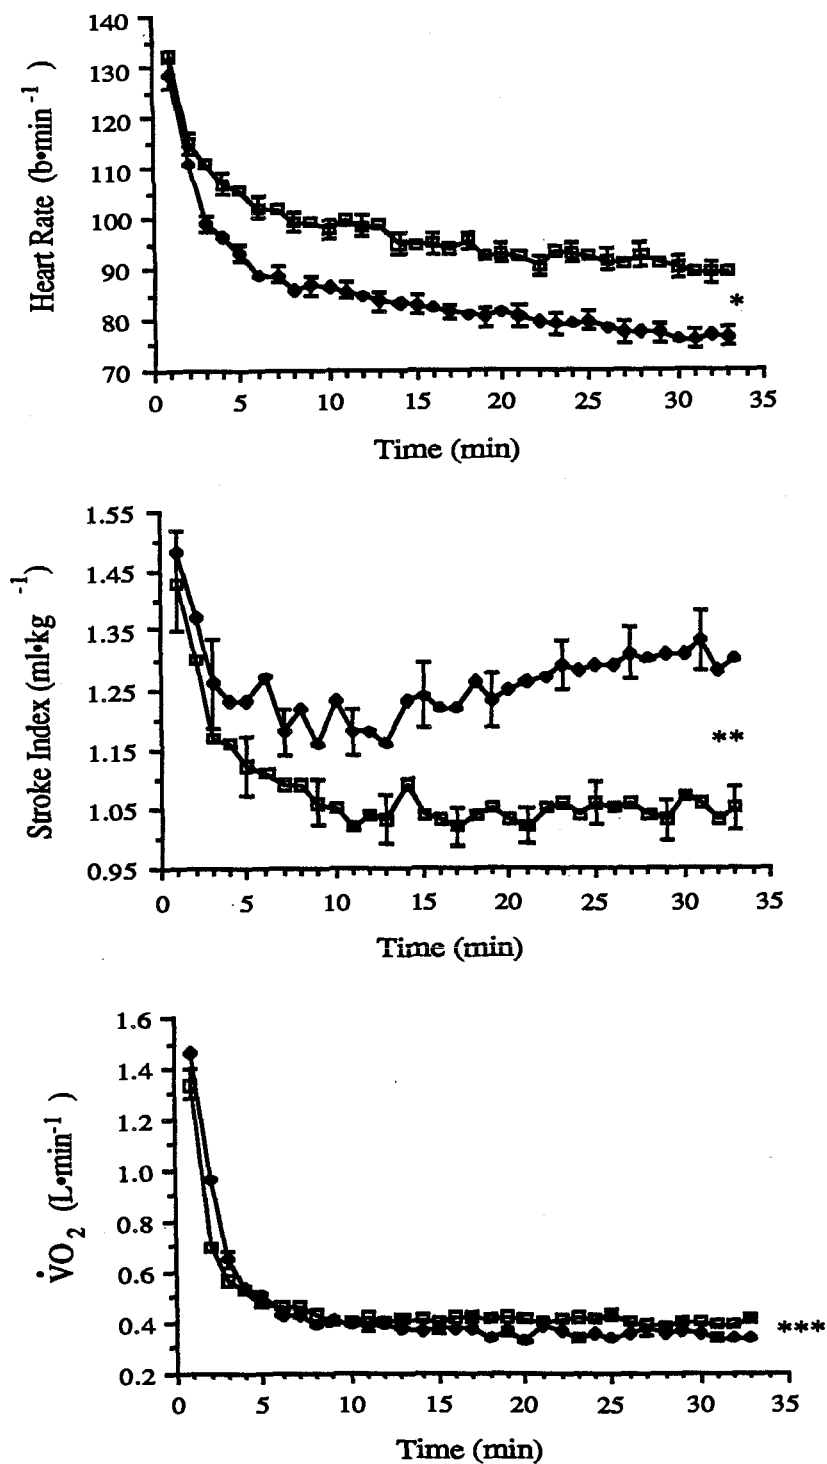 140
130
120
110
100
90
80
70
Heart Rate (b•min⁻¹)
*
0 5 10 15 20 25 30 35
Time (min)
1.55
1.45
1.35
1.25
1.15
1.05
0.95
Stroke Index (ml•kg⁻¹)
**
0 5 10 15 20 25 30 35
Time (min)
1.6
1.4
1.2
1.0
0.8
0.6
0.4
0.2
V̇O₂ (L•min⁻¹)
***
0 5 10 15 20 25 30 35
Time (min)